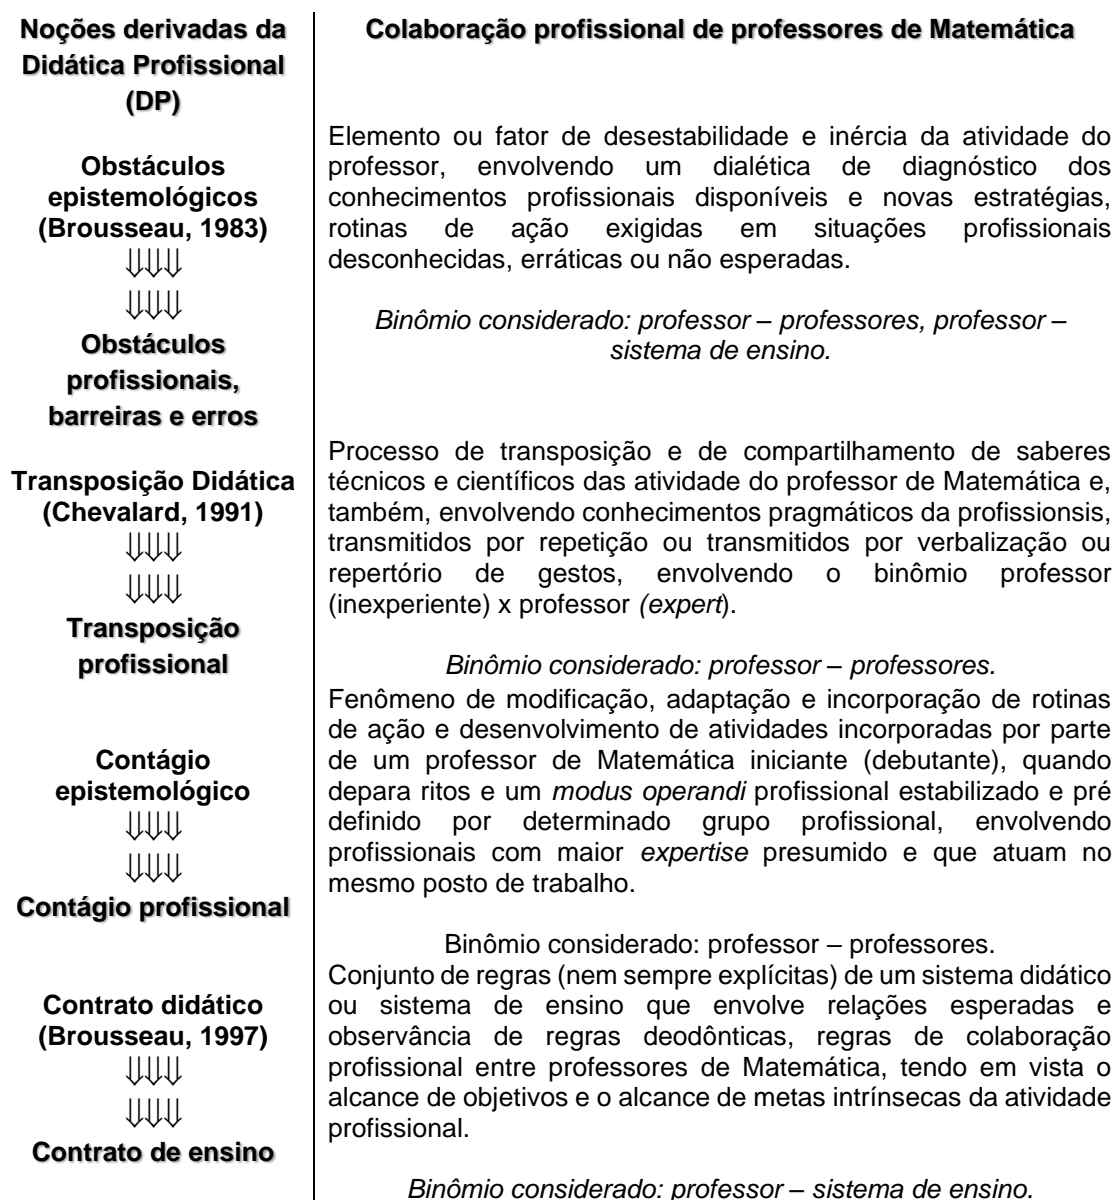 Noções derivadas da
Didática Profissional
(DP)
Colaboração profissional de professores de Matemática
Obstáculos
epistemológicos
(Brousseau, 1983)
⇓⇓⇓
⇓⇓⇓
Obstáculos
profissionais,
barreiras e erros
Elemento ou fator de desestabilidade e inércia da atividade do
professor, envolvendo um dialética de diagnóstico dos
conhecimentos profissionais disponíveis e novas estratégias,
rotinas de ação exigidas em situações profissionais
desconhecidas, erráticas ou não esperadas.
Binômio considerado: professor – professores, professor –
sistema de ensino.
Transposição Didática
(Chevalard, 1991)
⇓⇓⇓
⇓⇓⇓
Transposição
profissional
Processo de transposição e de compartilhamento de saberes
técnicos e científicos das atividade do professor de Matemática e,
também, envolvendo conhecimentos pragmáticos da profissionsis,
transmitidos por repetição ou transmitidos por verbalização ou
repertório de gestos, envolvendo o binômio professor
(inexperiente) x professor (expert).
Binômio considerado: professor – professores.
Contágio
epistemológico
⇓⇓⇓
⇓⇓⇓
Contágio profissional
Fenômeno de modificação, adaptação e incorporação de rotinas
de ação e desenvolvimento de atividades incorporadas por parte
de um professor de Matemática iniciante (debutante), quando
depara ritos e um modus operandi profissional estabilizado e pré
definido por determinado grupo profissional, envolvendo
profissionais com maior expertise presumido e que atuam no
mesmo posto de trabalho.
Binômio considerado: professor – professores.
Contrato didático
(Brousseau, 1997)
⇓⇓⇓
⇓⇓⇓
Contrato de ensino
Conjunto de regras (nem sempre explícitas) de um sistema didático
ou sistema de ensino que envolve relações esperadas e
observância de regras deodônticas, regras de colaboração
profissional entre professores de Matemática, tendo em vista o
alcance de objetivos e o alcance de metas intrínsecas da atividade
profissional.
Binômio considerado: professor – sistema de ensino.